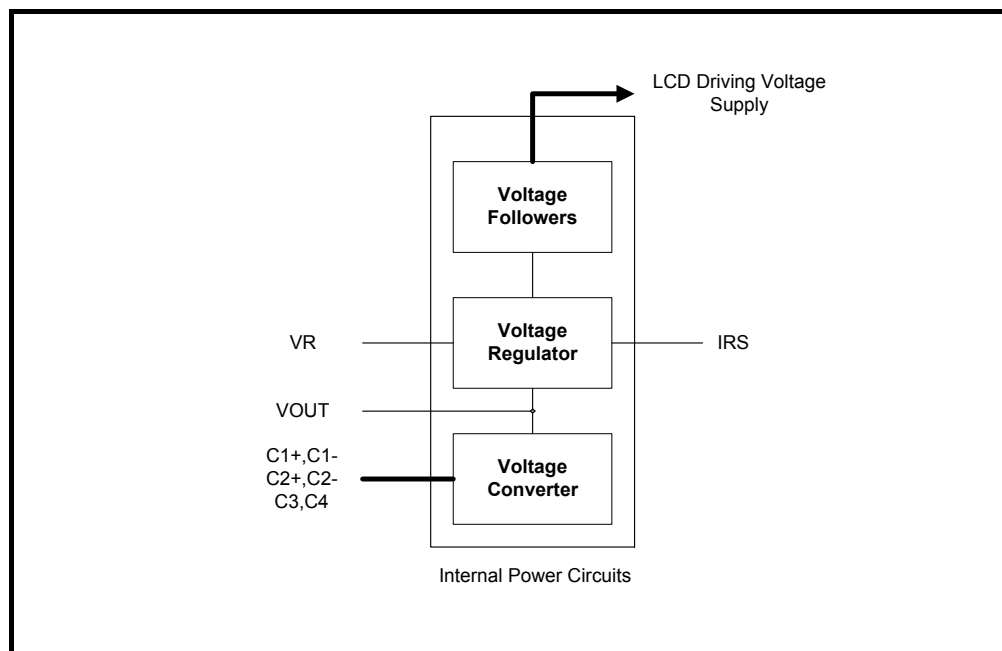 LCD Driving Voltage
Supply
Voltage
Followers
VR
Voltage
Regulator
IRS
VOUT
C1+,C1-
C2+,C2-
C3,C4
Voltage
Converter
Internal Power Circuits